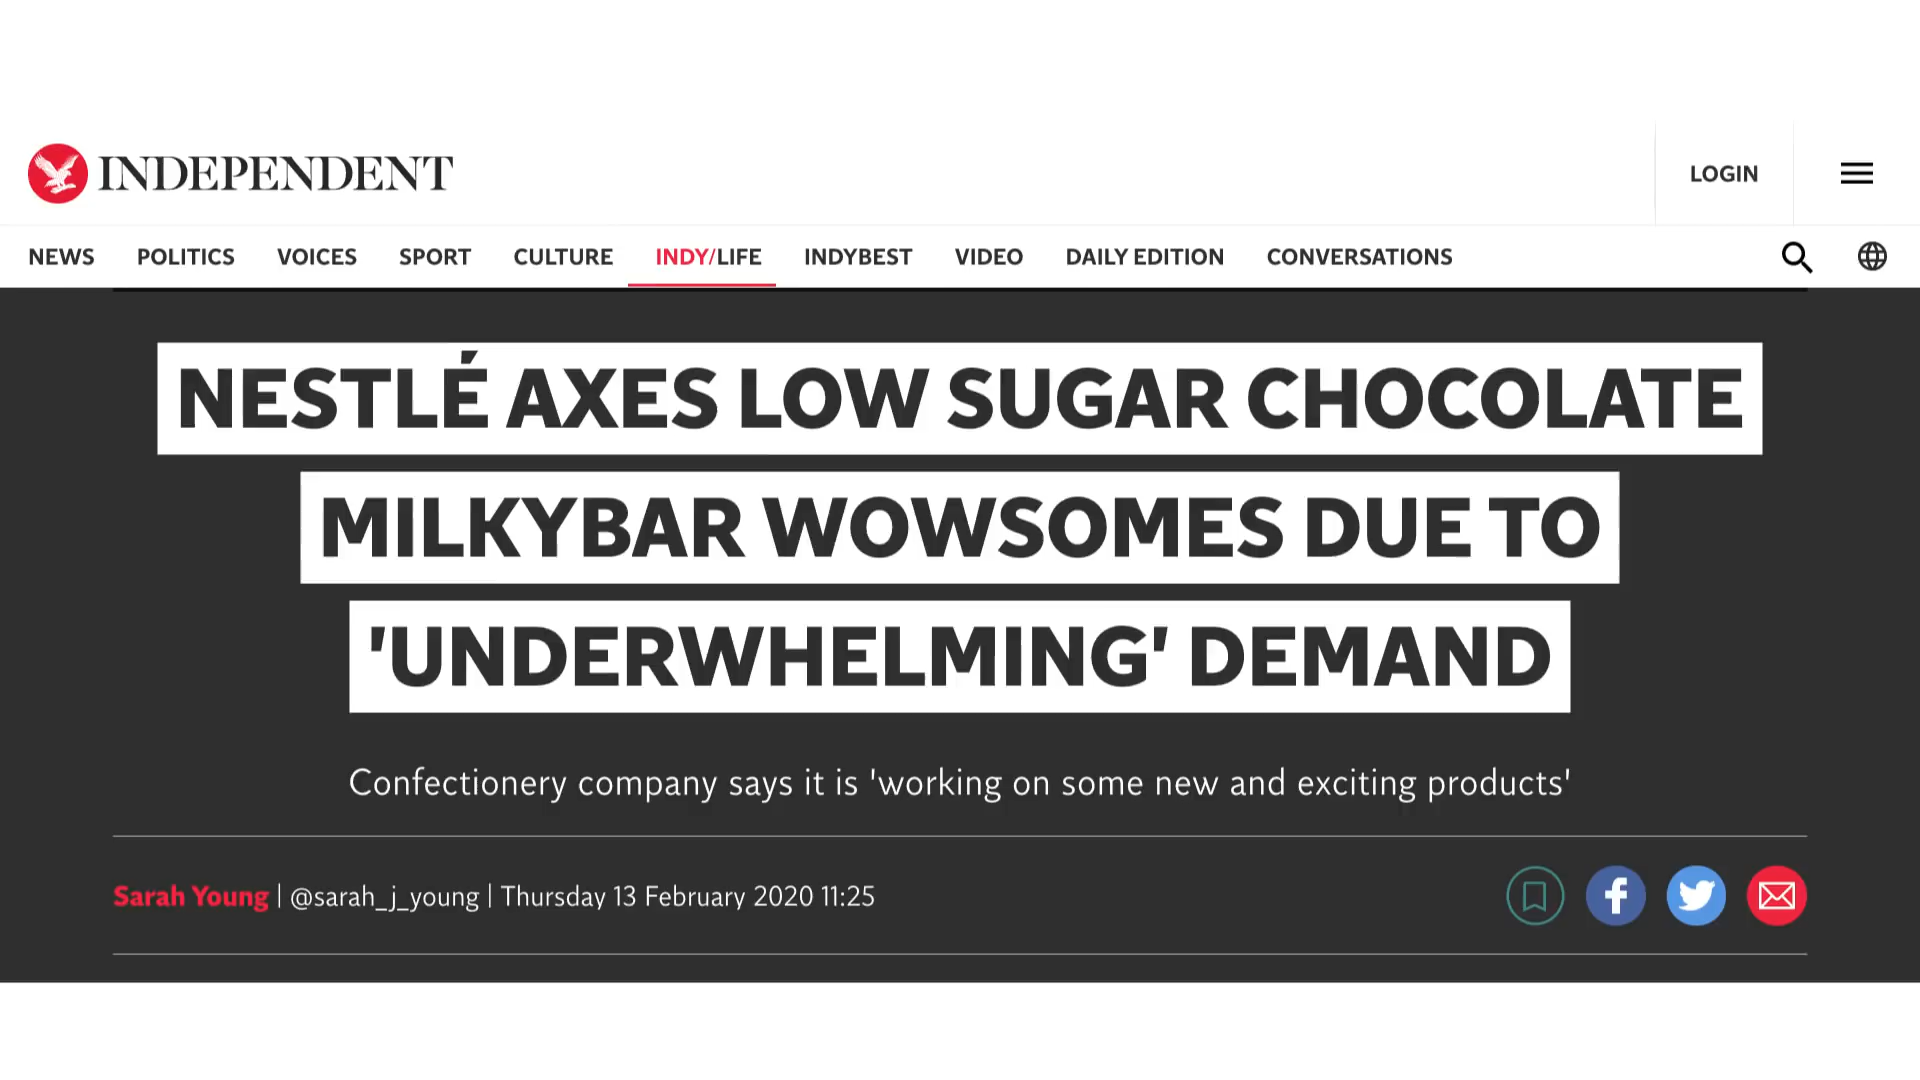 INDEPENDENT
LOGIN
NEWS POLITICS VOICES SPORT CULTURE INDY/LIFE INDYBEST VIDEO DAILY EDITION CONVERSATIONS
NESTLÉ AXES LOW SUGAR CHOCOLATE
MILKYBAR WOWSOMES DUE TO
'UNDERWHELMING' DEMAND
Confectionery company says it is 'working on some new and exciting products'
Sarah Young | @sarah_j_young | Thursday 13 February 2020 11:25